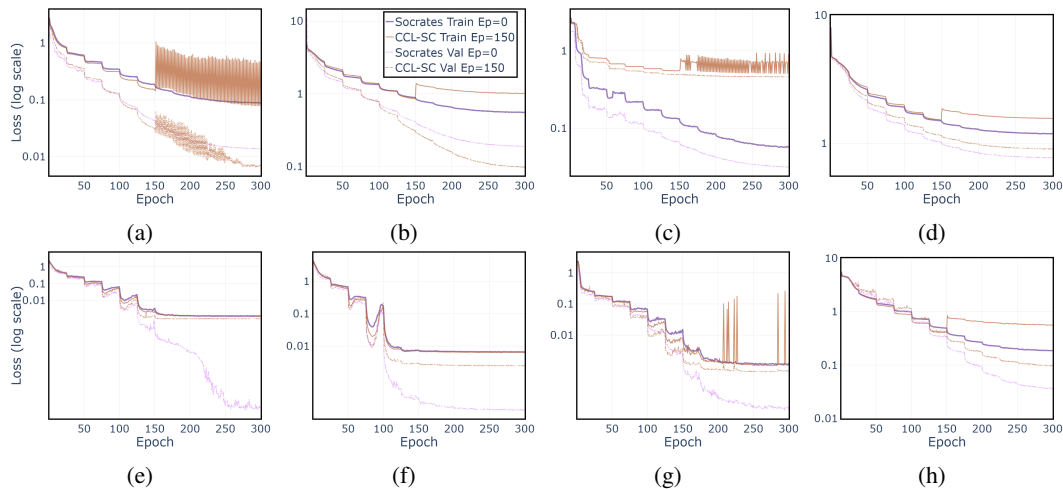 Loss (log scale)
1
0.1
0.01
50 100 150 200 250 300
Epoch
(a)
10
1
0.1
Socrates Train Ep=0
CCL-SC Train Ep=150
Socrates Val Ep=0
CCL-SC Val Ep=150
50 100 150 200 250 300
Epoch
(b)
1
0.1
50 100 150 200 250 300
Epoch
(c)
10
1
50 100 150 200 250 300
Epoch
(d)
Loss (log scale)
1
0.01
50 100 150 200 250 300
Epoch
(e)
1
0.1
0.01
50 100 150 200 250 300
Epoch
(f)
1
0.1
0.01
50 100 150 200 250 300
Epoch
(g)
10
1
0.1
0.01
50 100 150 200 250 300
Epoch
(h)